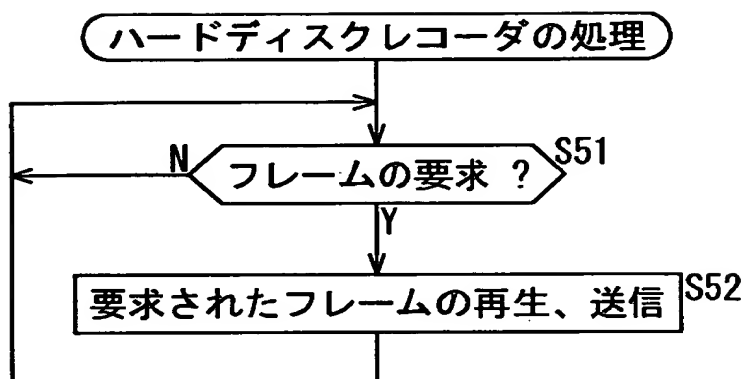 ハードディスクレコーダの処理
N
フレームの要求 ?
S51
Y
要求されたフレームの再生、送信
S52